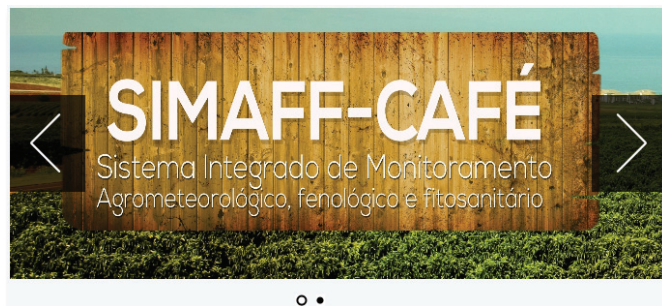 SIMAFF-CAFÉ
Sistema Integrado de Monitoramento
Agrometeorológico, fenológico e fitosanitário